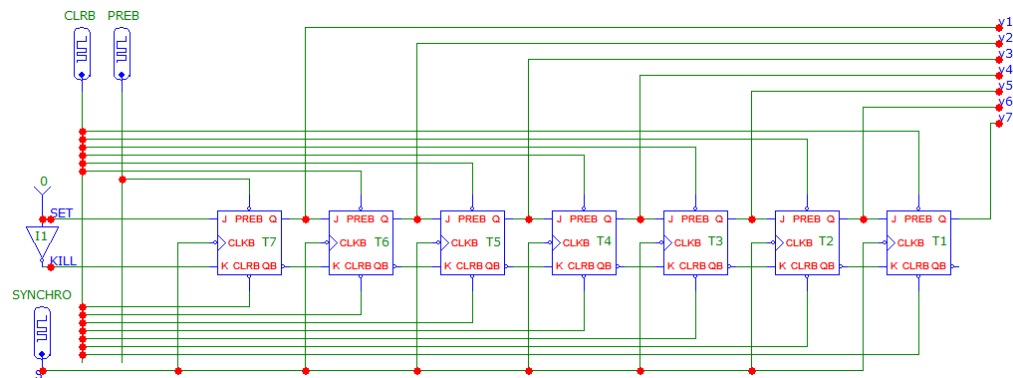 CLRB PREB
y1
y2
y3
y4
y5
y6
y7
0
SET
I1
KILL
J PREB Q J PREB Q J PREB Q J PREB Q J PREB Q J PREB Q J PREB Q
CLKB T7 CLKB T6 CLKB T5 CLKB T4 CLKB T3 CLKB T2 CLKB T1
K CLRB QB K CLRB QB K CLRB QB K CLRB QB K CLRB QB K CLRB QB K CLRB QB
SYNCHRO